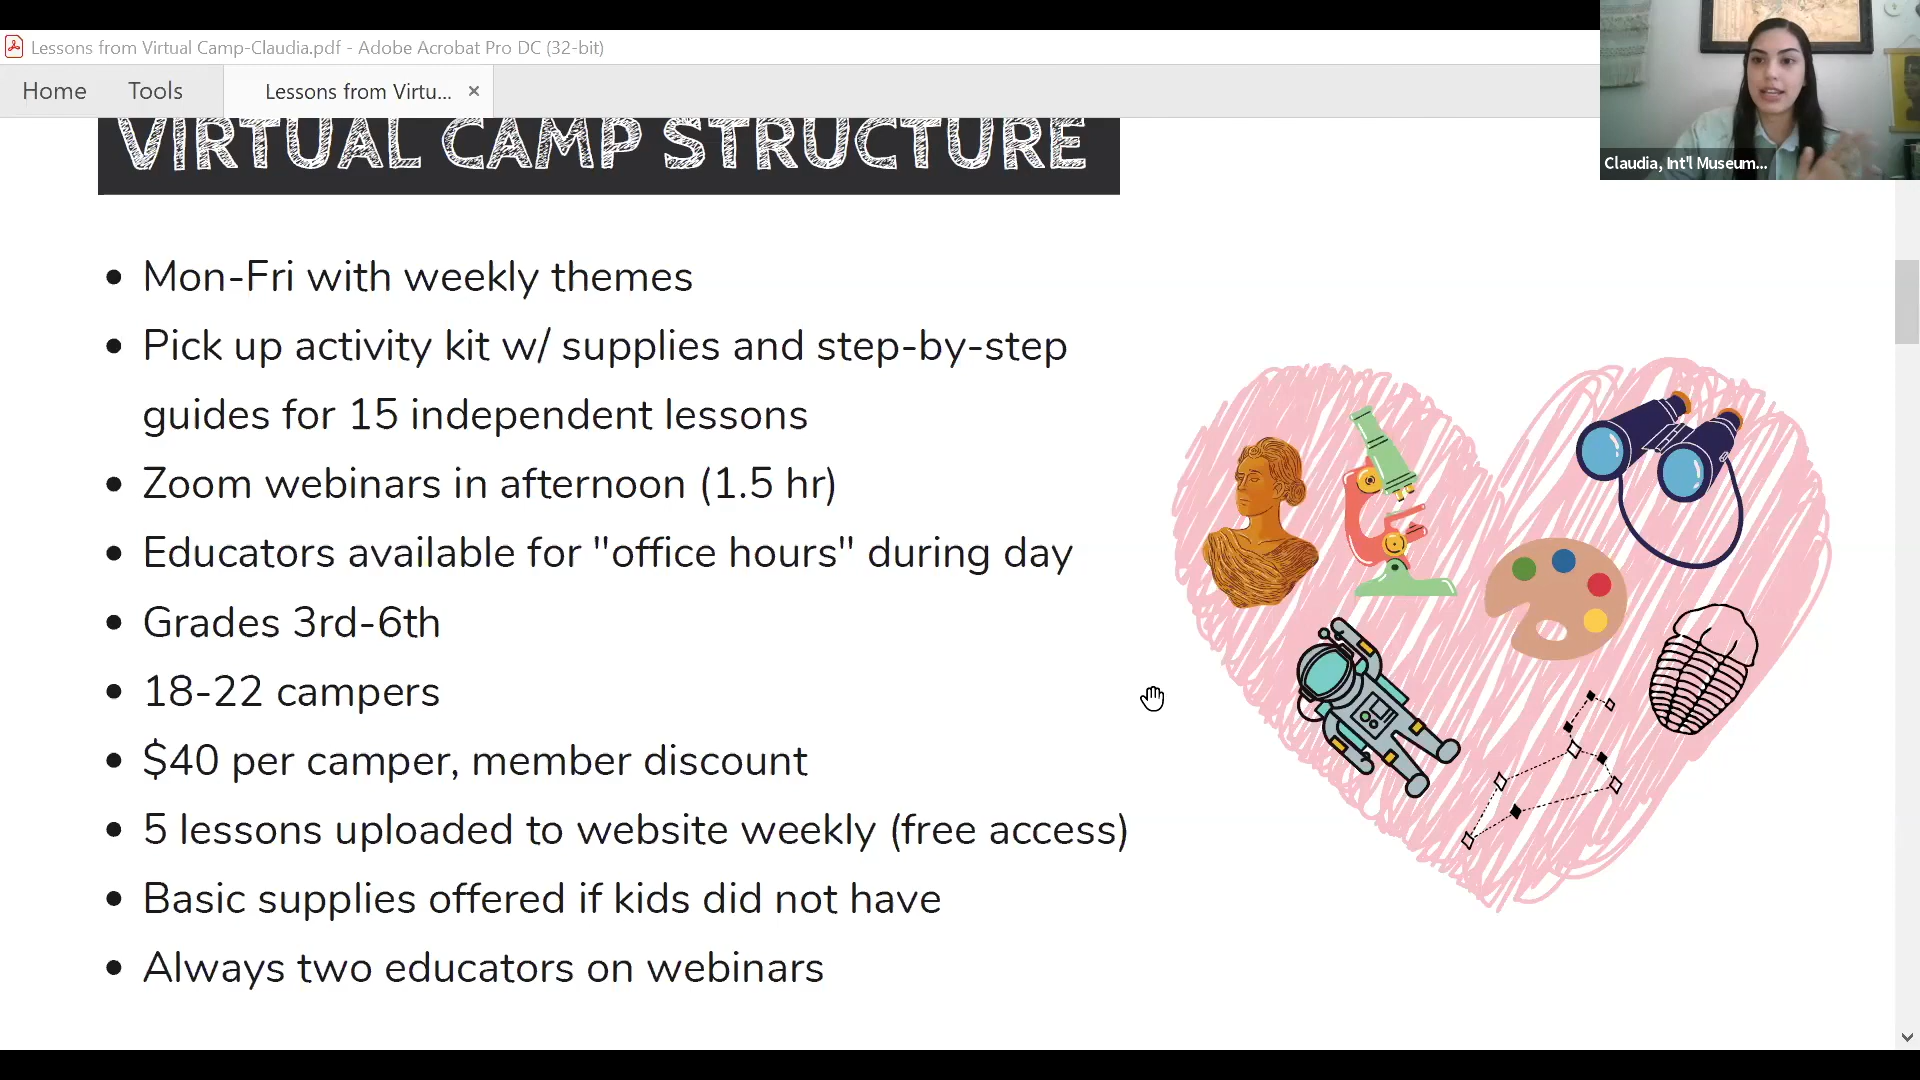 Lessons from Virtual Camp-Claudia.pdf - Adobe Acrobat Pro DC (32-bit)
Home Tools Lessons from Virtu... ×
Claudia, Int'l Museum...
VIRTUAL CAMP STRUCTURE
• Mon-Fri with weekly themes
• Pick up activity kit w/ supplies and step-by-step
guides for 15 independent lessons
• Zoom webinars in afternoon (1.5 hr)
• Educators available for "office hours" during day
• Grades 3rd-6th
• 18-22 campers
• $40 per camper, member discount
• 5 lessons uploaded to website weekly (free access)
• Basic supplies offered if kids did not have
• Always two educators on webinars